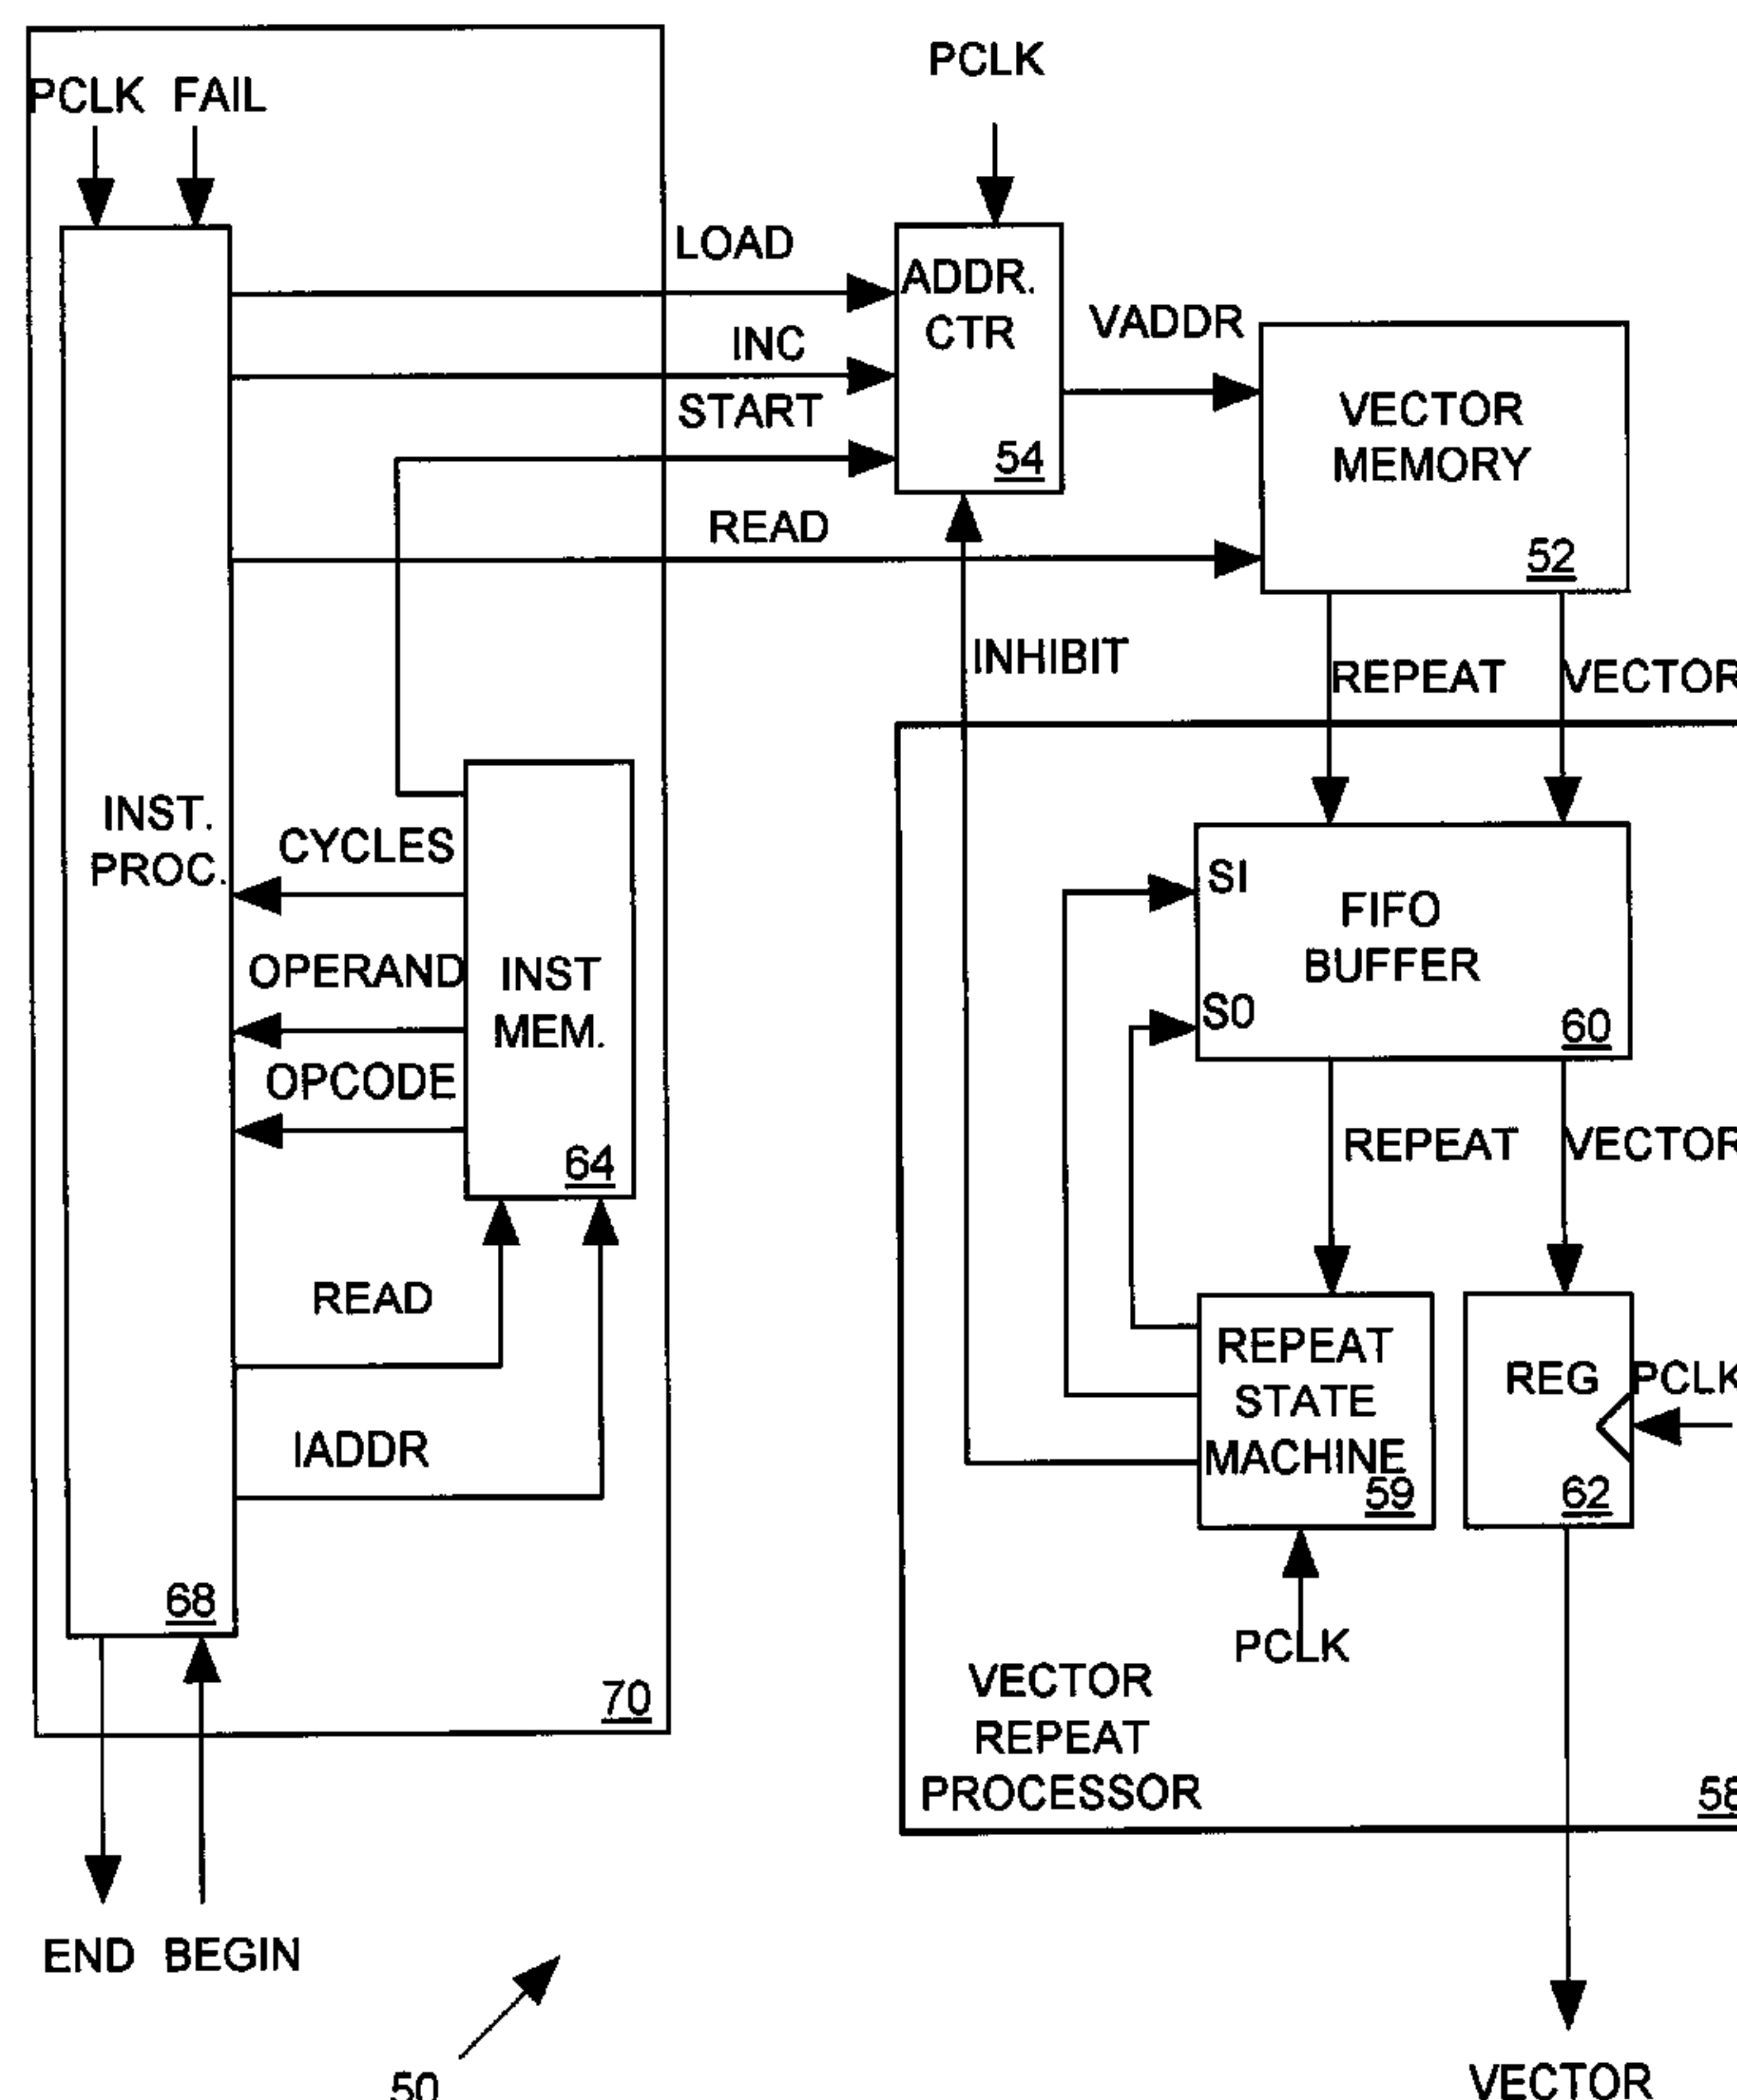 PCLK FAIL
PCLK
LOAD
INC
START
READ
ADDR.
CTR
54
VADDR
VECTOR
MEMORY
52
INHIBIT
REPEAT
VECTOR
INST.
PROC.
68
CYCLES
OPERAND
OPCODE
INST
MEM.
64
READ
IADDR
70
SI
SO
FIFO
BUFFER
60
REPEAT
VECTOR
REPEAT
STATE
MACHINE
59
REG
62
PCLK
PCLK
VECTOR
REPEAT
PROCESSOR
58
END BEGIN
50
VECTOR